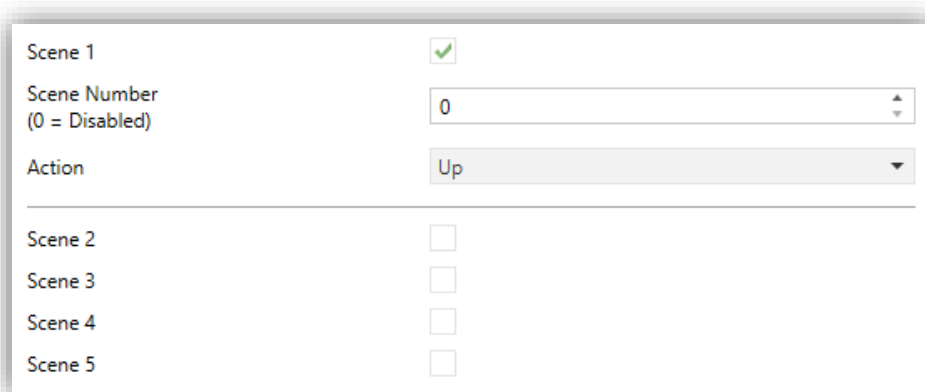 Scene 1
Scene Number
(0 = Disabled)
0
Action
Up
Scene 2
Scene 3
Scene 4
Scene 5